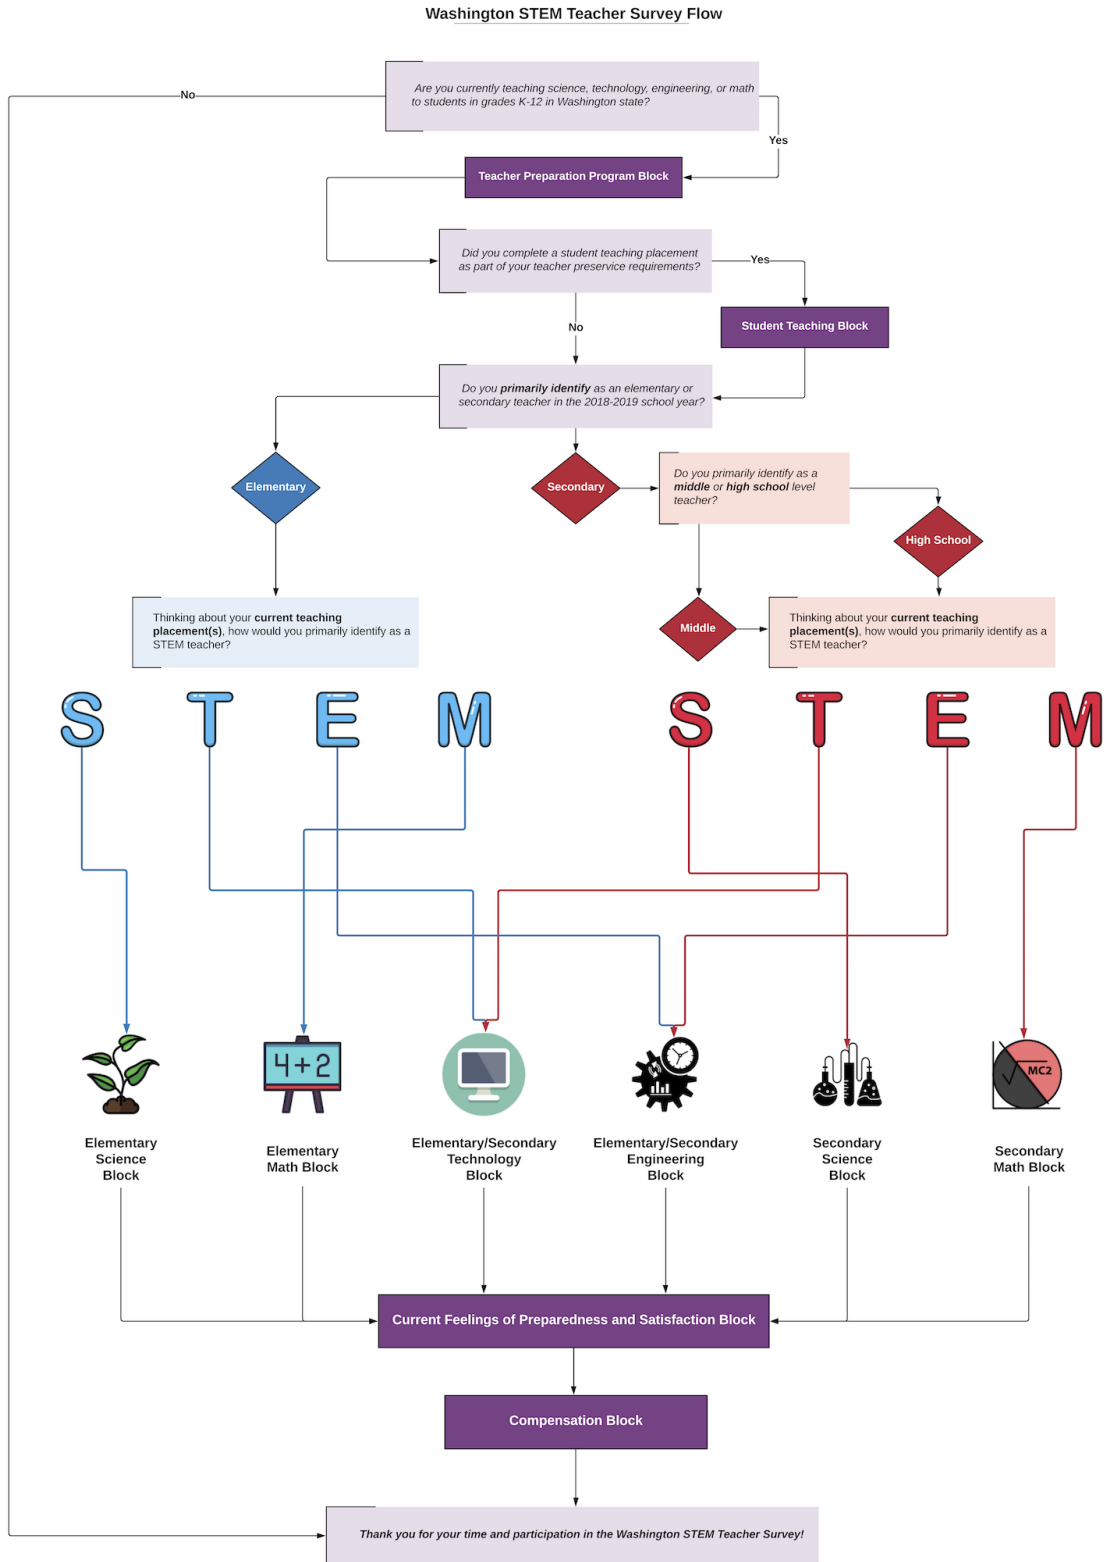 Washington STEM Teacher Survey Flow
Are you currently teaching science, technology, engineering, or math
to students in grades K-12 in Washington state?
No
Yes
Teacher Preparation Program Block
Did you complete a student teaching placement
as part of your teacher preservice requirements?
Yes
No
Student Teaching Block
Do you primarily identify as an elementary or
secondary teacher in the 2018-2019 school year?
Elementary
Secondary
Do you primarily identify as a
middle or high school level
teacher?
High School
Middle
Thinking about your current teaching
placement(s), how would you primarily identify as a
STEM teacher?
Thinking about your current teaching
placement(s), how would you primarily identify as a
STEM teacher?
S T E M
S T E M
4+2
MC2
Elementary
Science
Block
Elementary
Math Block
Elementary/Secondary
Technology
Block
Elementary/Secondary
Engineering
Block
Secondary
Science
Block
Secondary
Math Block
Current Feelings of Preparedness and Satisfaction Block
Compensation Block
Thank you for your time and participation in the Washington STEM Teacher Survey!